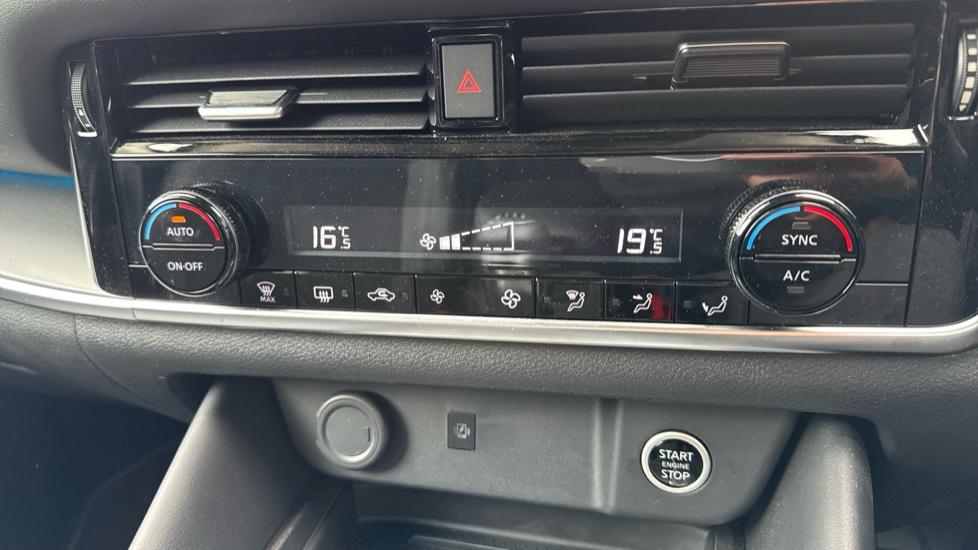 AUTO
ON·OFF
16.5°C
19.5°C
SYNC
A/C
MAX
START
ENGINE
STOP